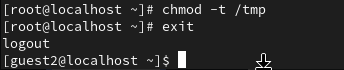 [root@localhost ~]# chmod -t /tmp
[root@localhost ~]# exit
logout
[guest2@localhost ~]$